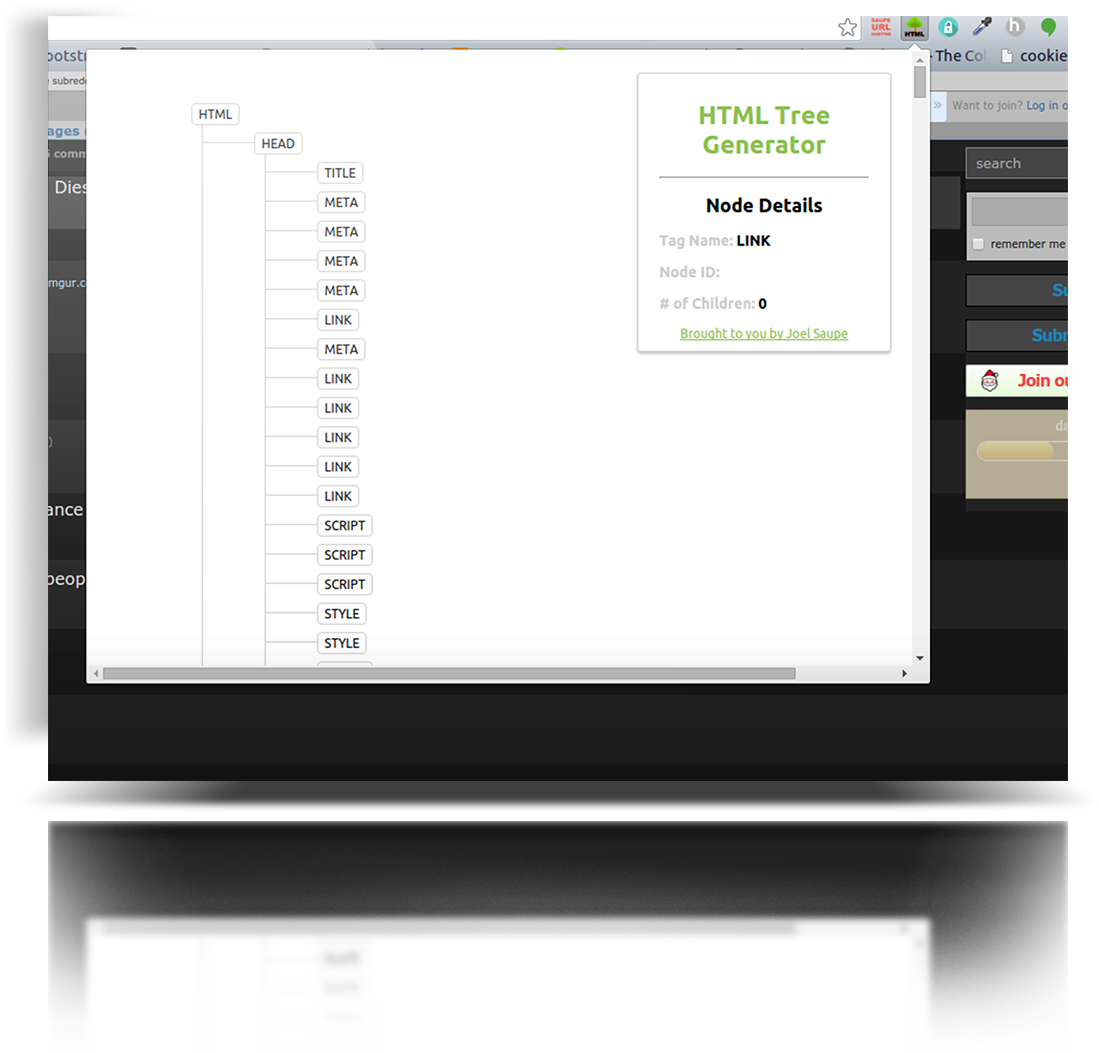 SAUPE
URL
HTML
h
The Co
cookie
subred
Want to join? Log in o
ages
comm
search
Dies
remember me
mgur.c
Su
Subr
Join ou
da
ance
peop
HTML
HEAD
TITLE
META
META
META
META
LINK
META
LINK
LINK
LINK
LINK
LINK
SCRIPT
SCRIPT
SCRIPT
STYLE
STYLE
HTML Tree
Generator
Node Details
Tag Name: LINK
Node ID:
# of Children: 0
Brought to you by Joel Saupe